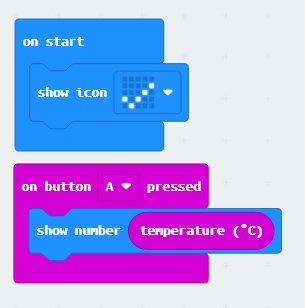 on start
show icon
on button A pressed
show number temperature (°C)